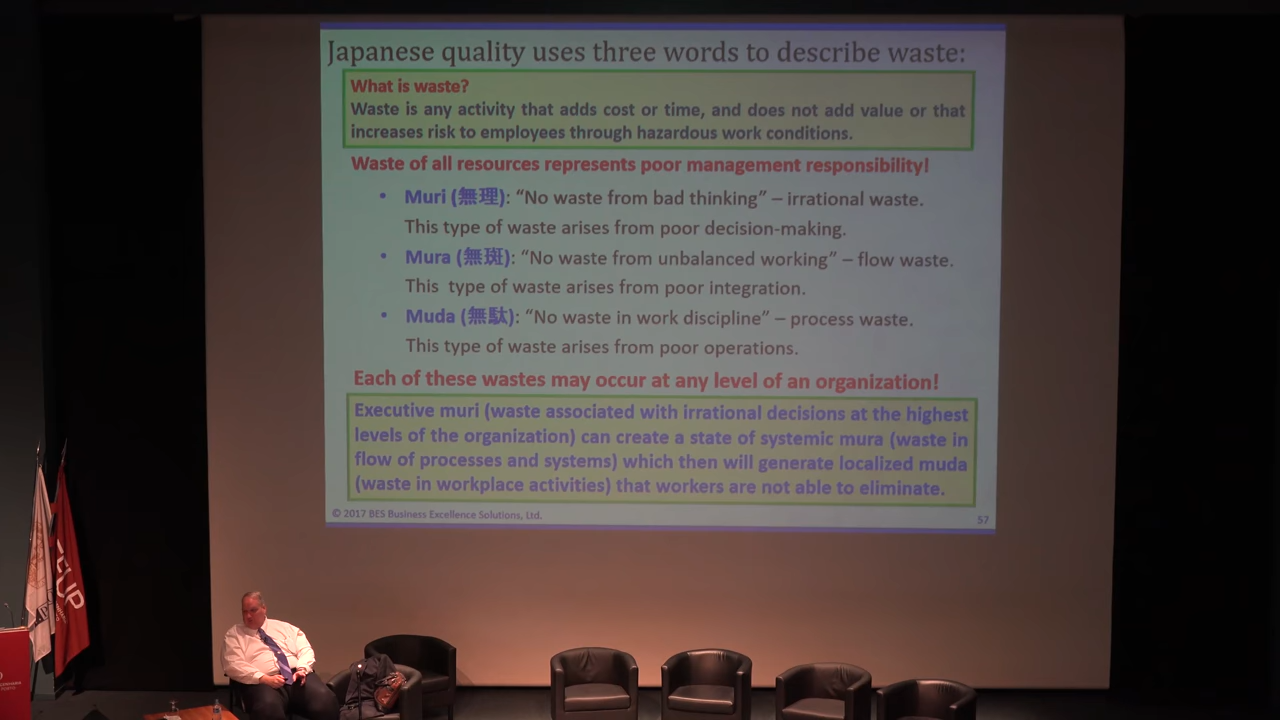 Japanese quality uses three words to describe waste:
What is waste?
Waste is any activity that adds cost or time, and does not add value or that
increases risk to employees through hazardous work conditions.
Waste of all resources represents poor management responsibility!
• Muri (無理): “No waste from bad thinking” – irrational waste.
This type of waste arises from poor decision-making.
• Mura (無斑): “No waste from unbalanced working” – flow waste.
This type of waste arises from poor integration.
• Muda (無駄): “No waste in work discipline” – process waste.
This type of waste arises from poor operations.
Each of these wastes may occur at any level of an organization!
Executive muri (waste associated with irrational decisions at the highest
levels of the organization) can create a state of systemic mura (waste in
flow of processes and systems) which then will generate localized muda
(waste in workplace activities) that workers are not able to eliminate.
© 2017 BES Business Excellence Solutions, Ltd.
57
FEUP